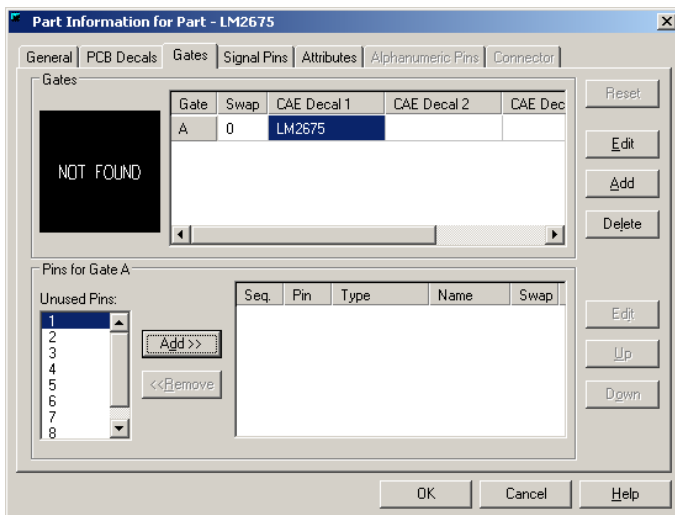 Part Information for Part - LM2675
General PCB Decals Gates Signal Pins Attributes Alphanumeric Pins Connector
Gates
NOT FOUND
Gate Swap CAE Decal 1 CAE Decal 2 CAE Dec
A 0 LM2675
Reset
Edit
Add
Delete
Pins for Gate A
Unused Pins:
1
2
3
4
5
6
7
8
Add >>
<<Remove
Seq. Pin Type Name Swap
Edit
Up
Down
OK Cancel Help